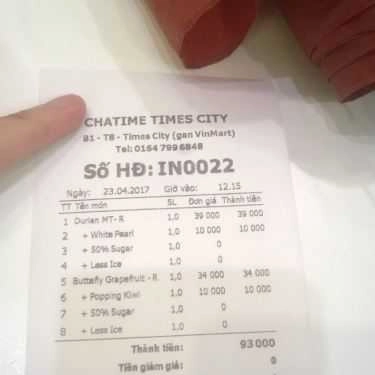 CHATIME TIMES CITY
B1 - T8 - Times City (gan VinMart)
Tel: 0164 799 6848
Số HĐ: IN0022
Ngày: 23.04.2017 Giờ vào: 12.15
TT Tên món SL Đơn giá Thành tiền
1 Durian MT- R 1,0 39 000 39 000
2 + White Pearl 1,0 10 000 10 000
3 + 50% Sugar 1,0 0
4 + Less Ice 1,0 0
5 Butterfly Grapefruit - R 1,0 34 000 34 000
6 + Popping Kiwi 1,0 10 000 10 000
7 + 50% Sugar 1,0 0
8 + Less Ice 1,0 0
Thành tiền: 93 000
Tiền giảm giá: 0